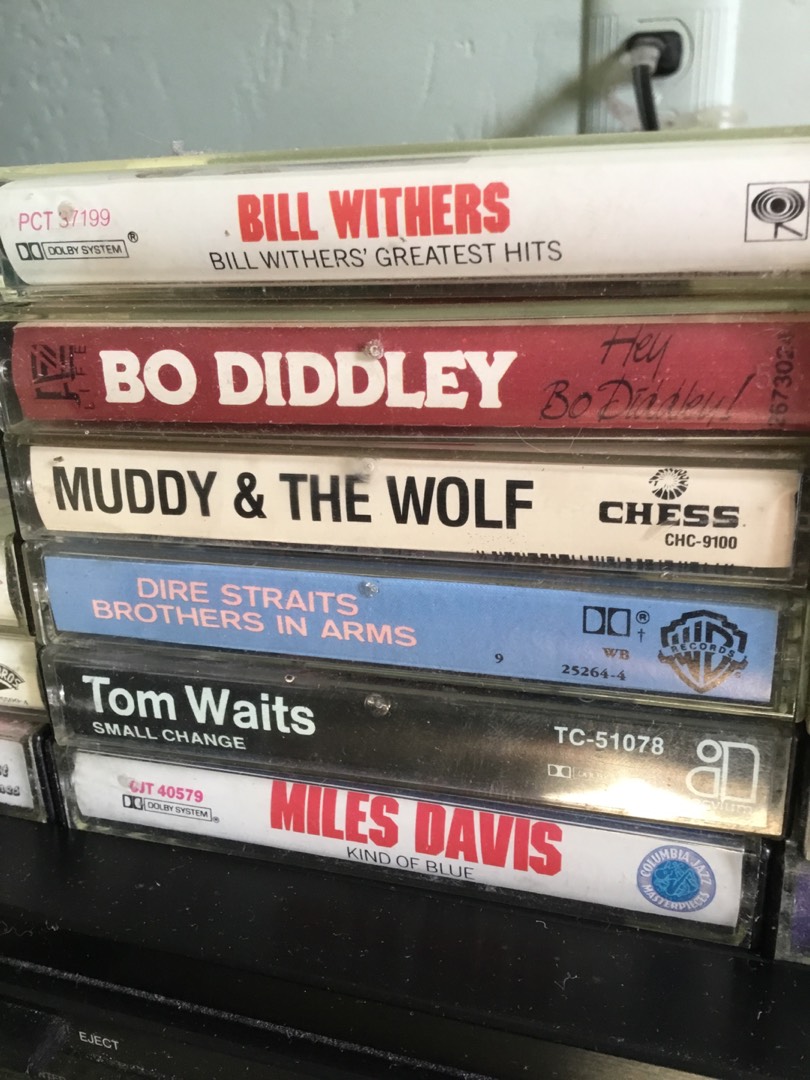 PCT 37199
DOLBY SYSTEM®
BILL WITHERS
BILL WITHERS' GREATEST HITS
LIFE
BO DIDDLEY
Hey
Bo Diddley!
MUDDY & THE WOLF
CHESS
CHC-9100
DIRE STRAITS
BROTHERS IN ARMS
9
®
†
WB
25264-4
RECORDS
Tom Waits
SMALL CHANGE
TC-51078
CJT 40579
DOLBY SYSTEM®
MILES DAVIS
KIND OF BLUE
COLUMBIA JAZZ
MASTERPIECES
EJECT